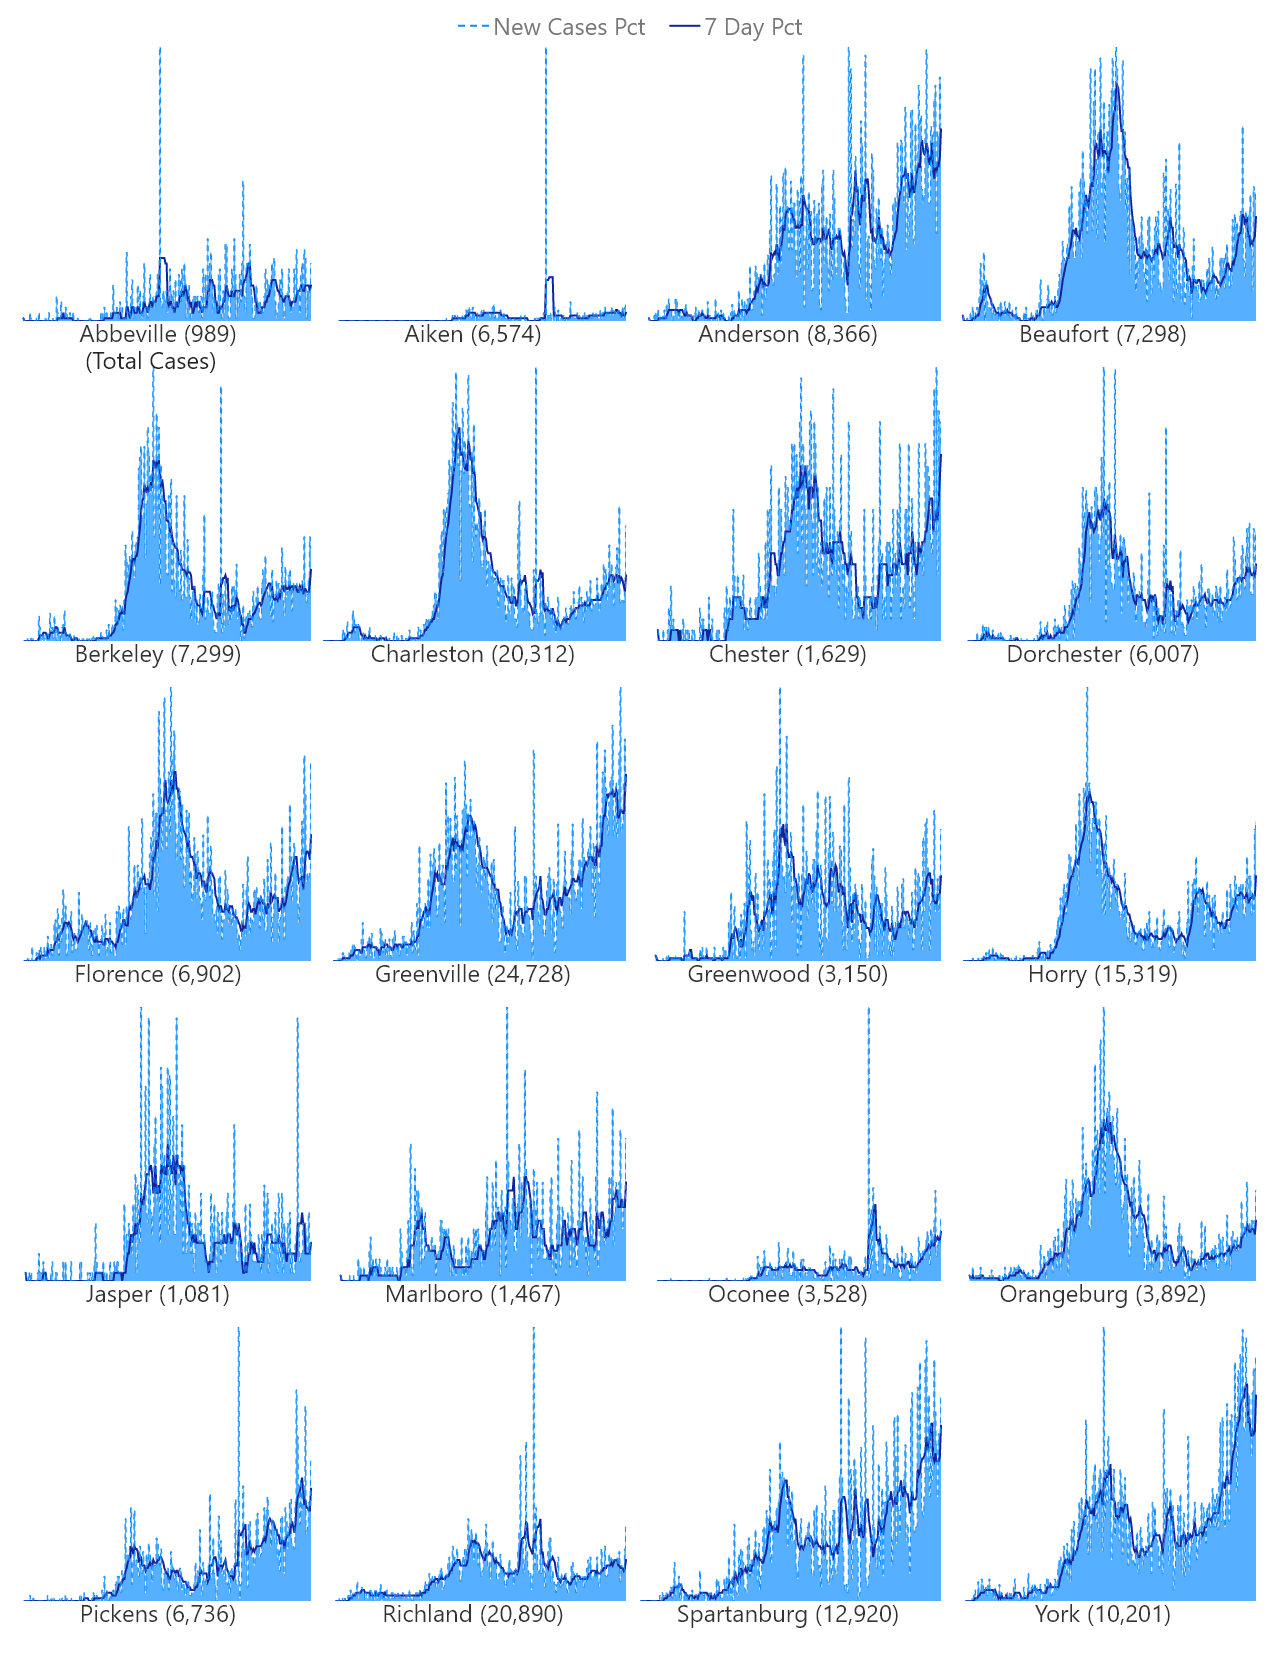 New Cases Pct 7 Day Pct
Abbeville (989) Aiken (6,574) Anderson (8,366) Beaufort (7,298)
(Total Cases)
Berkeley (7,299) Charleston (20,312) Chester (1,629) Dorchester (6,007)
Florence (6,902) Greenville (24,728) Greenwood (3,150) Horry (15,319)
Jasper (1,081) Marlboro (1,467) Oconee (3,528) Orangeburg (3,892)
Pickens (6,736) Richland (20,890) Spartanburg (12,920) York (10,201)